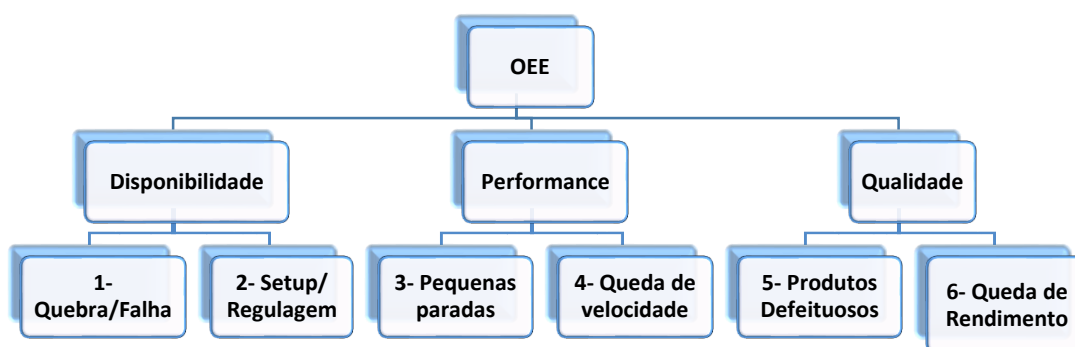 OEE
Disponibilidade
Performance
Qualidade
1-
Quebra/Falha
2- Setup/
Regulagem
3- Pequenas
paradas
4- Queda de
velocidade
5- Produtos
Defeituosos
6- Queda de
Rendimento